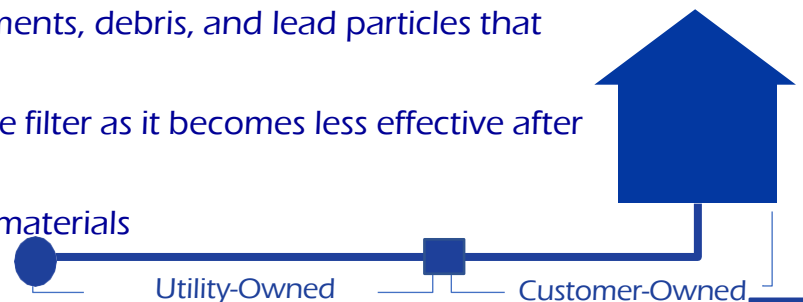 ments, debris, and lead particles that
e filter as it becomes less effective after
materials
Utility-Owned Customer-Owned